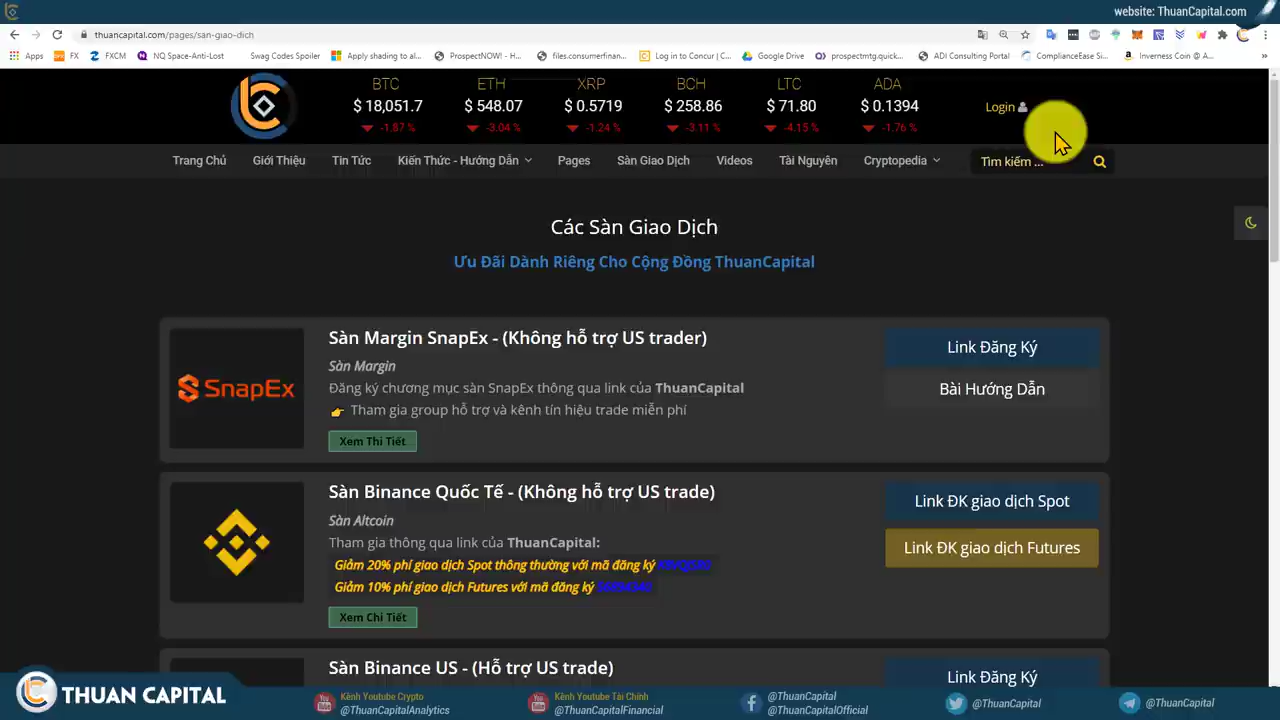 website: ThuanCapital.com
thuancapital.com/pages/san-giao-dich
Apps
FX
FXCM
NQ Space-Anti-Lost
Swag Codes Spoiler
Apply shading to al...
ProspectNOW! - H...
files.consumerfinan...
Log in to Concur | C...
Google Drive
prospectmtg.quick...
ADI Consulting Portal
ComplianceEase Si...
Inverness Coin @ A...
BTC ETH XRP BCH LTC ADA
$ 18,051.7 $ 548.07 $ 0.5719 $ 258.86 $ 71.80 $ 0.1394
-1.87 % -3.04 % -1.24 % -3.11 % -4.15 % -1.76 %
Login
Trang Chủ Giới Thiệu Tin Tức Kiến Thức - Hướng Dẫn Pages Sàn Giao Dịch Videos Tài Nguyên Cryptopedia
Tìm kiếm ...
Các Sàn Giao Dịch
Ưu Đãi Dành Riêng Cho Cộng Đồng ThuanCapital
SnapEx
Sàn Margin SnapEx - (Không hỗ trợ US trader)
Sàn Margin
Đăng ký chương mục sàn SnapEx thông qua link của ThuanCapital
Tham gia group hỗ trợ và kênh tín hiệu trade miễn phí
Xem Thi Tiết
Link Đăng Ký
Bài Hướng Dẫn
Sàn Binance Quốc Tế - (Không hỗ trợ US trade)
Sàn Altcoin
Tham gia thông qua link của ThuanCapital:
Giảm 20% phí giao dịch Spot thông thường với mã đăng ký
Giảm 10% phí giao dịch Futures với mã đăng ký
Xem Chi Tiết
Link ĐK giao dịch Spot
Link ĐK giao dịch Futures
Sàn Binance US - (Hỗ trợ US trade)
Link Đăng Ký
THUAN CAPITAL
Kênh Youtube Crypto
@ThuanCapitalAnalytics
Kênh Youtube Tài Chính
@ThuanCapitalFinancial
@ThuanCapital
@ThuanCapitalOfficial
@ThuanCapital
@ThuanCapital